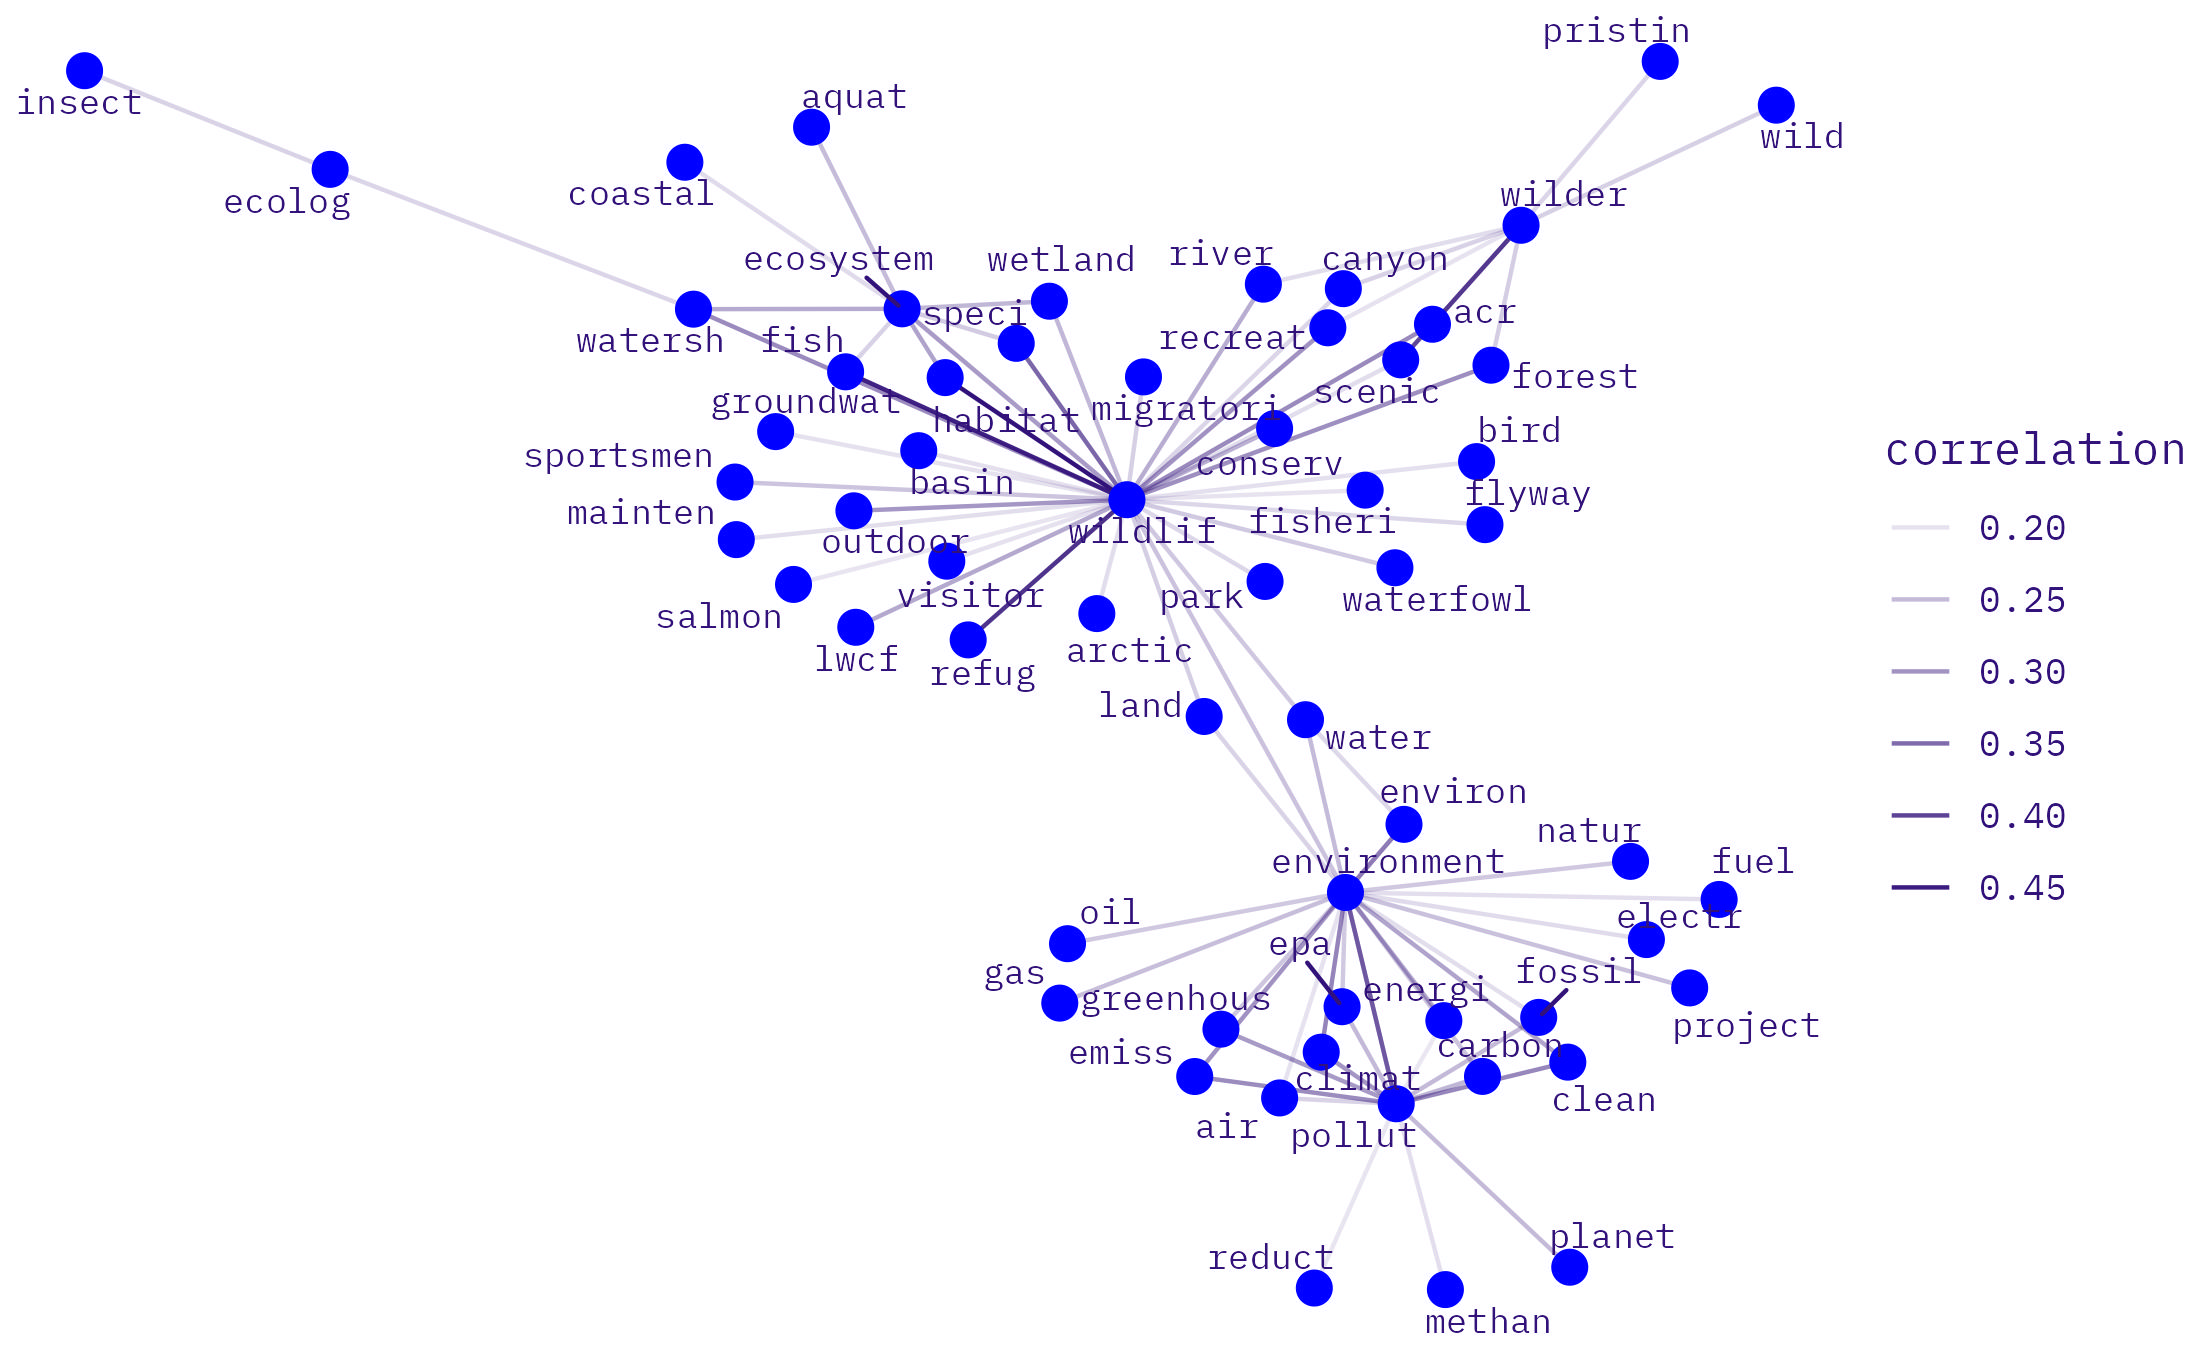 pristin
insect
aquat
wild
coastal
ecolog
wilder
ecosystem
wetland
river
canyon
speci
acr
watersh
fish
recreat
forest
groundwat
habitat
migratori
scenic
bird
sportsmen
basin
conserv
flyway
mainten
outdoor
wildlif
fisheri
salmon
visitor
park
waterfowl
lwcf
refug
arctic
land
water
environ
natur
environment
fuel
oil
electr
epa
gas
greenhous
energi
fossil
project
emiss
carbon
climat
clean
air
pollut
planet
reduct
methan
correlation
0.20
0.25
0.30
0.35
0.40
0.45